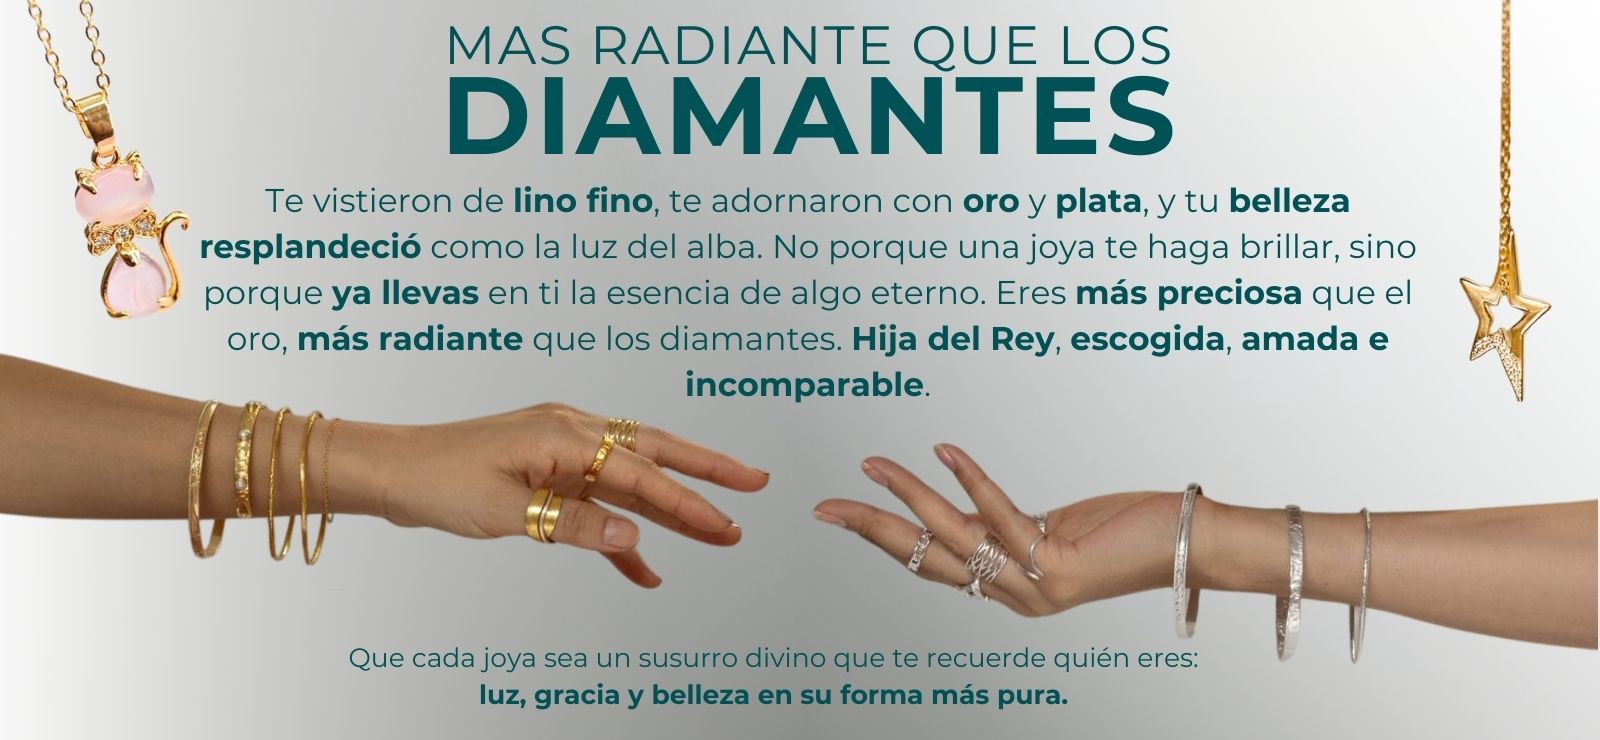 MAS RADIANTE QUE LOS
DIAMANTES
Te vistieron de lino fino, te adornaron con oro y plata, y tu belleza
resplandeció como la luz del alba. No porque una joya te haga brillar, sino
porque ya llevas en ti la esencia de algo eterno. Eres más preciosa que el
oro, más radiante que los diamantes. Hija del Rey, escogida, amada e
incomparable.
Que cada joya sea un susurro divino que te recuerde quién eres:
luz, gracia y belleza en su forma más pura.